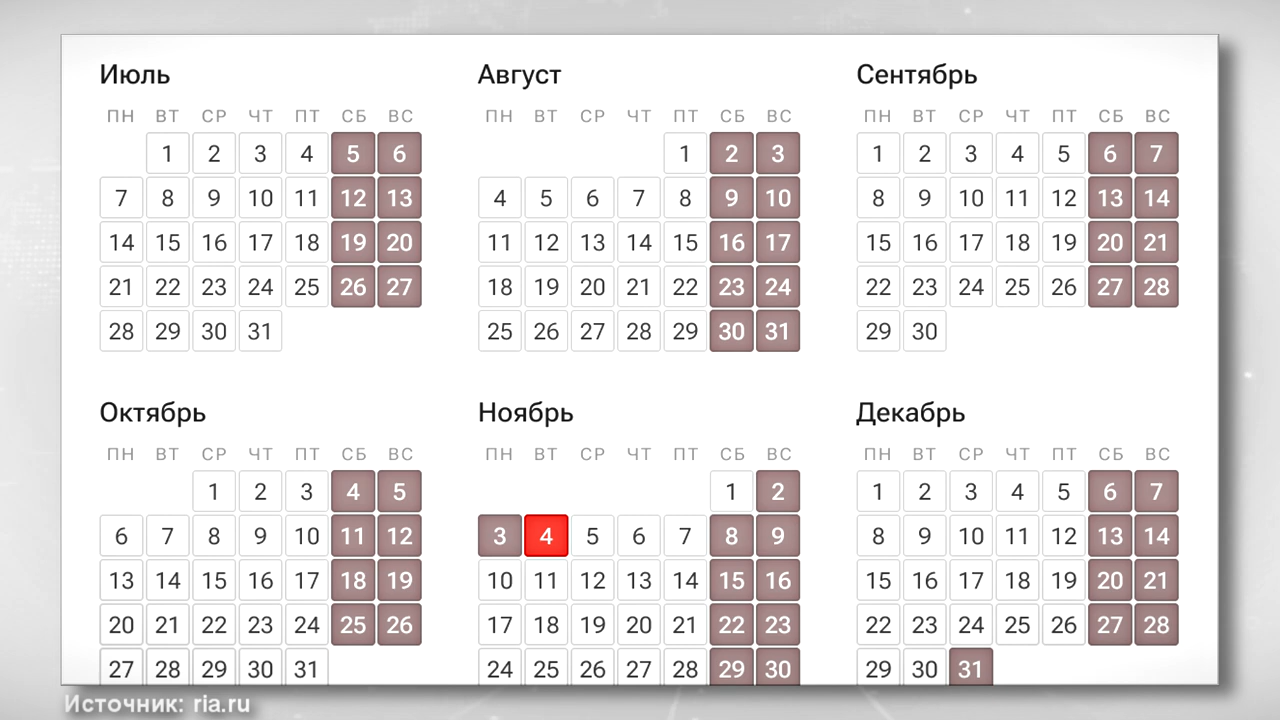 Июль Август Сентябрь
ПН ВТ СР ЧТ ПТ СБ ВС ПН ВТ СР ЧТ ПТ СБ ВС ПН ВТ СР ЧТ ПТ СБ ВС
1 2 3 4 5 6 1 2 3 1 2 3 4 5 6 7
7 8 9 10 11 12 13 4 5 6 7 8 9 10 8 9 10 11 12 13 14
14 15 16 17 18 19 20 11 12 13 14 15 16 17 15 16 17 18 19 20 21
21 22 23 24 25 26 27 18 19 20 21 22 23 24 22 23 24 25 26 27 28
28 29 30 31 25 26 27 28 29 30 31 29 30
Октябрь Ноябрь Декабрь
ПН ВТ СР ЧТ ПТ СБ ВС ПН ВТ СР ЧТ ПТ СБ ВС ПН ВТ СР ЧТ ПТ СБ ВС
1 2 3 4 5 1 2 1 2 3 4 5 6 7
6 7 8 9 10 11 12 3 4 5 6 7 8 9 8 9 10 11 12 13 14
13 14 15 16 17 18 19 10 11 12 13 14 15 16 15 16 17 18 19 20 21
20 21 22 23 24 25 26 17 18 19 20 21 22 23 22 23 24 25 26 27 28
27 28 29 30 31 24 25 26 27 28 29 30 29 30 31
Источник: ria.ru